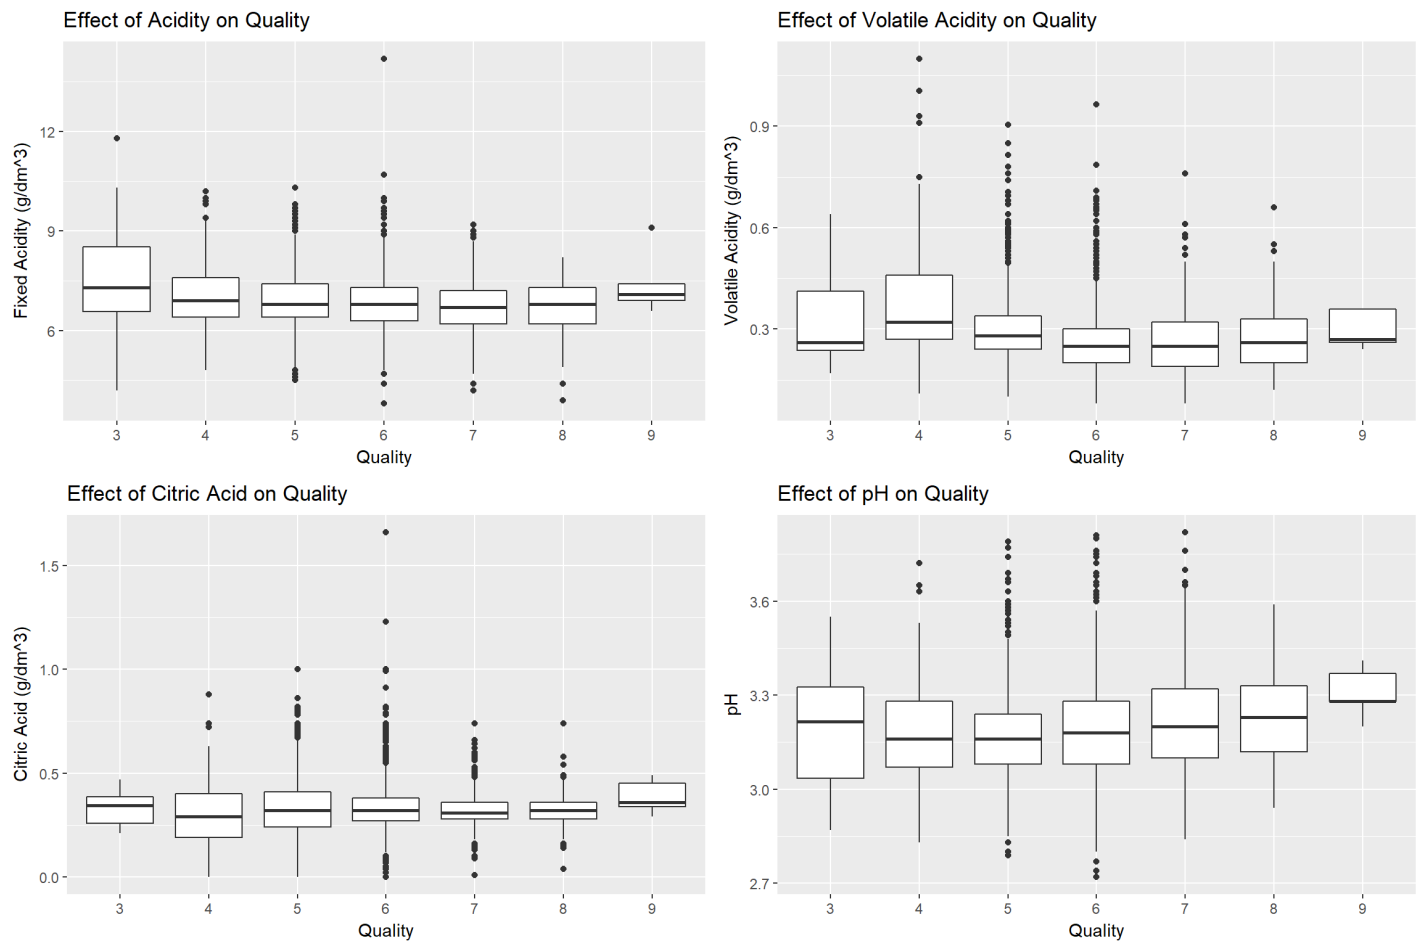 Effect of Acidity on Quality
Fixed Acidity (g/dm^3)
12
9
6
3 4 5 6 7 8 9
Quality
Effect of Volatile Acidity on Quality
Volatile Acidity (g/dm^3)
0.9
0.6
0.3
3 4 5 6 7 8 9
Quality
Effect of Citric Acid on Quality
Citric Acid (g/dm^3)
1.5
1.0
0.5
0.0
3 4 5 6 7 8 9
Quality
Effect of pH on Quality
pH
3.6
3.3
3.0
2.7
3 4 5 6 7 8 9
Quality